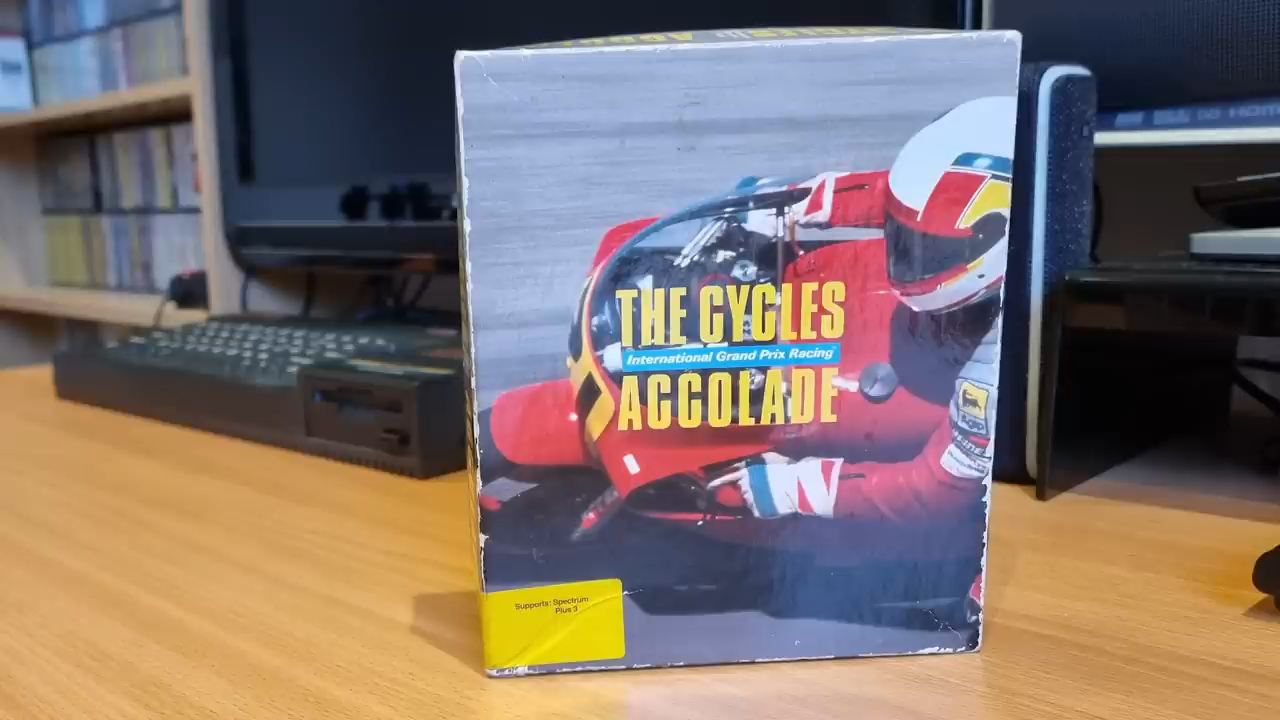 THE CYCLES
International Grand Prix Racing
ACCOLADE
Supports: Spectrum
Plus 3